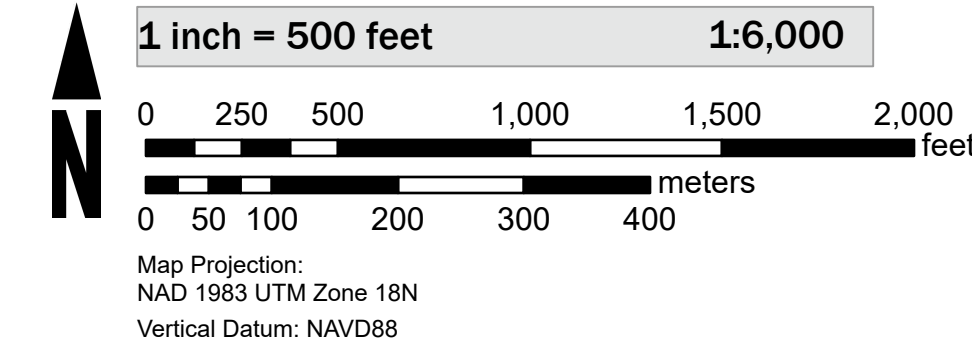 1 inch = 500 feet 1:6,000
0 250 500 1,000 1,500 2,000
feet
meters
0 50 100 200 300 400
N
Map Projection:
NAD 1983 UTM Zone 18N
Vertical Datum: NAVD88